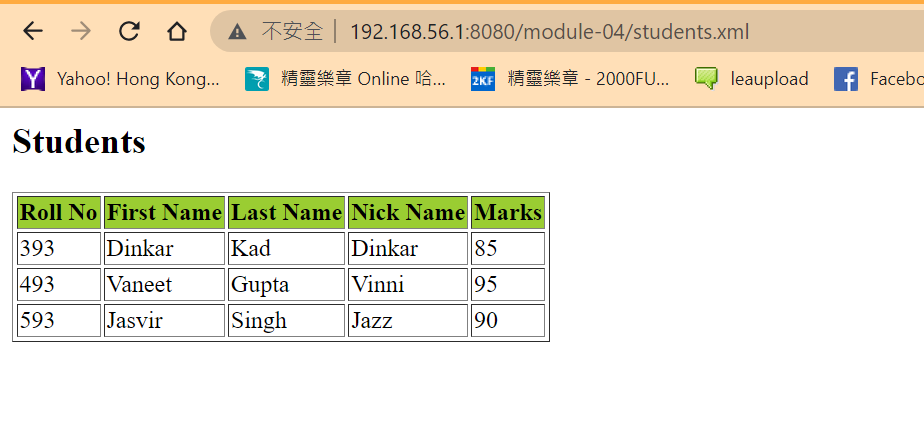 不安全 192.168.56.1:8080/module-04/students.xml
Yahoo! Hong Kong... 精靈樂章 Online 哈... 2KF 精靈樂章 - 2000FU... leaupload Facebo
Students
Roll No First Name Last Name Nick Name Marks
393 Dinkar Kad Dinkar 85
493 Vaneet Gupta Vinni 95
593 Jasvir Singh Jazz 90